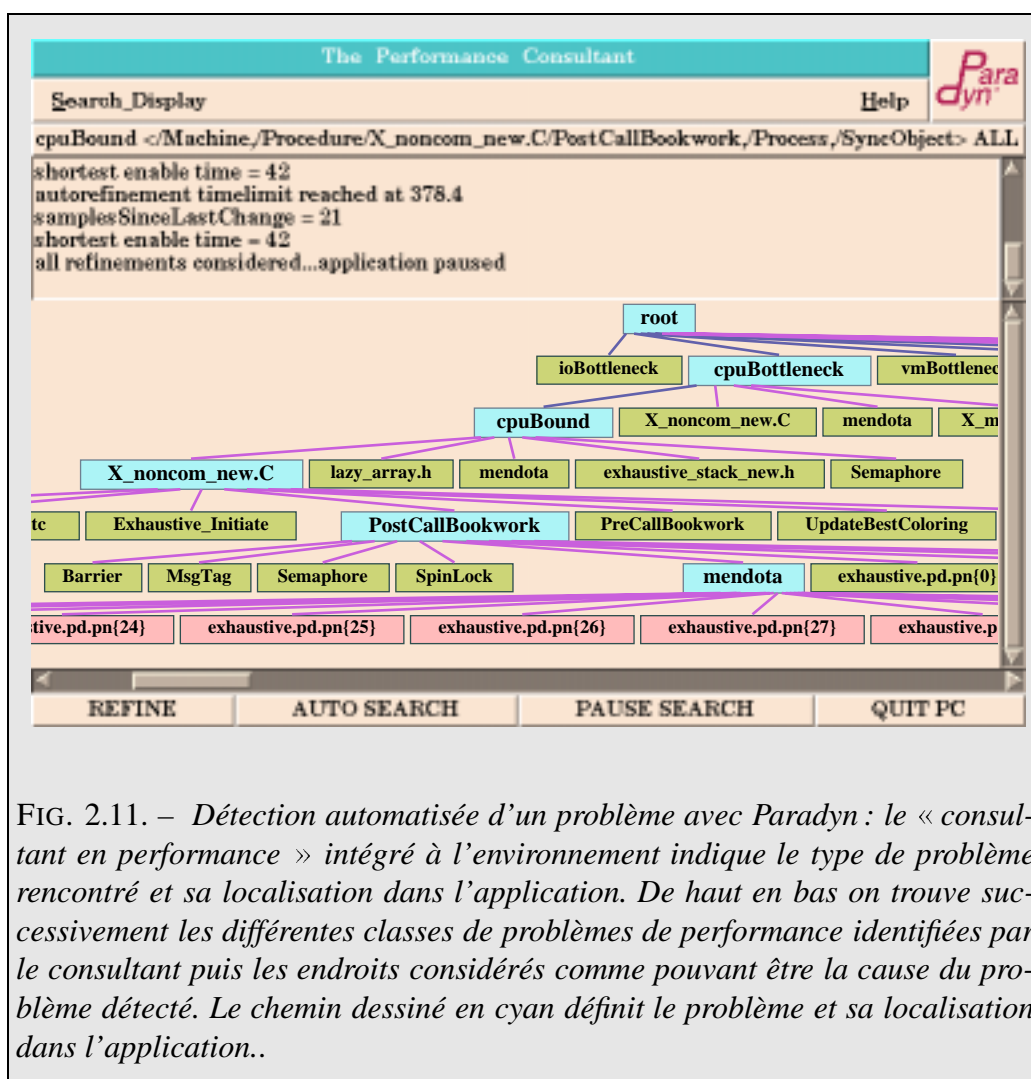 The Performance Consultant
Paradyn
Search_Display Help
cpuBound </Machine,/Procedure/X_noncom_new.C/PostCallBookwork,/Process,/SyncObject> ALL
shortest enable time = 42
autorefinement timelimit reached at 378.4
samplesSinceLastChange = 21
shortest enable time = 42
all refinements considered...application paused
root
ioBottleneck cpuBottleneck vmBottlenec
cpuBound X_noncom_new.C mendota X_m
X_noncom_new.C lazy_array.h mendota exhaustive_stack_new.h Semaphore
tc Exhaustive_Initiate PostCallBookwork PreCallBookwork UpdateBestColoring
Barrier MsgTag Semaphore SpinLock mendota exhaustive.pd.pn{0}
tive.pd.pn{24} exhaustive.pd.pn{25} exhaustive.pd.pn{26} exhaustive.pd.pn{27} exhaustive.p
REFINE AUTO SEARCH PAUSE SEARCH QUIT PC
FIG. 2.11. – Détection automatisée d'un problème avec Paradyn : le « consul-
tant en performance » intégré à l'environnement indique le type de problème
rencontré et sa localisation dans l'application. De haut en bas on trouve suc-
cessivement les différentes classes de problèmes de performance identifiées par
le consultant puis les endroits considérés comme pouvant être la cause du pro-
blème détecté. Le chemin dessiné en cyan définit le problème et sa localisation
dans l'application..